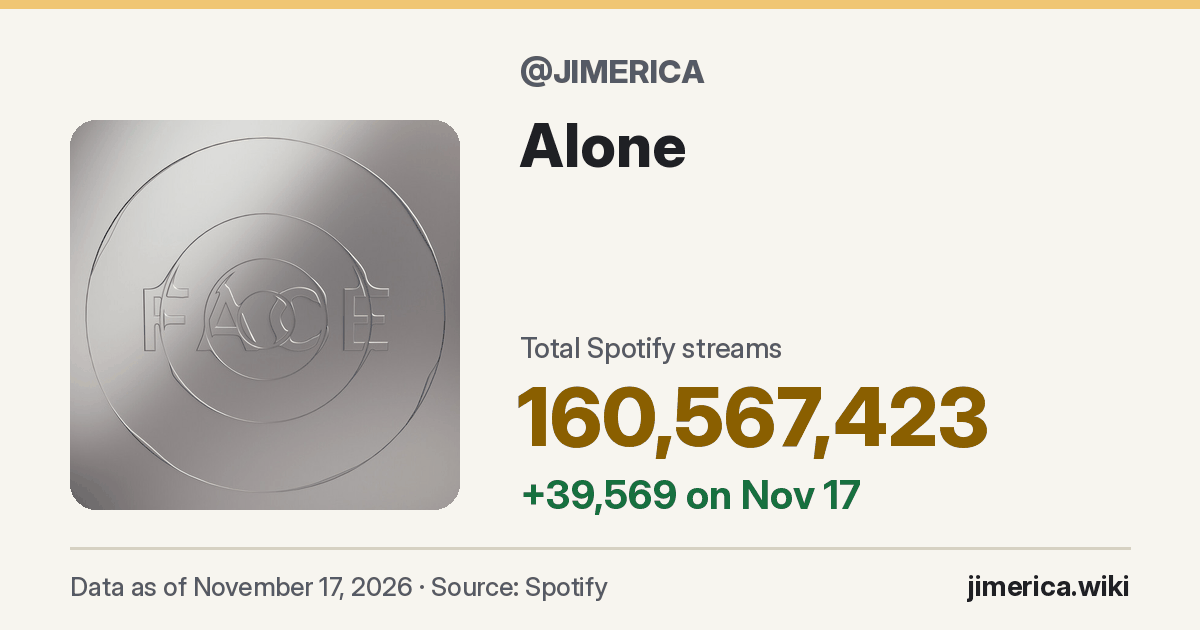 @JIMERICA
Alone
FACE
Total Spotify streams
160,567,423
+39,569 on Nov 17
Data as of November 17, 2026 · Source: Spotify
jimerica.wiki